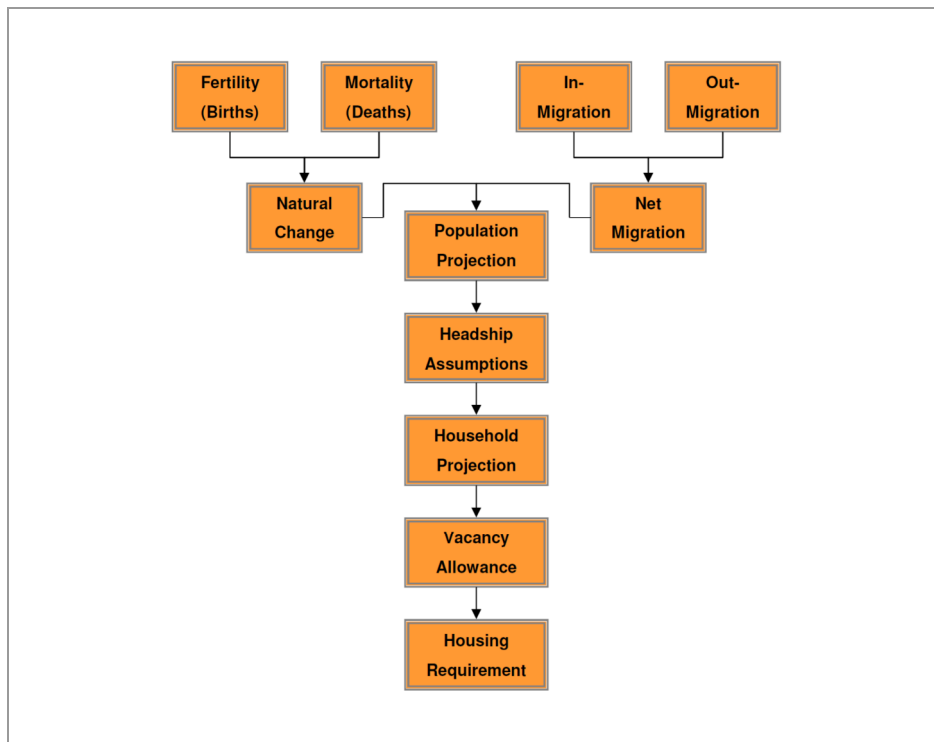 Fertility
(Births)
Mortality
(Deaths)
In-
Migration
Out-
Migration
Natural
Change
Net
Migration
Population
Projection
Headship
Assumptions
Household
Projection
Vacancy
Allowance
Housing
Requirement